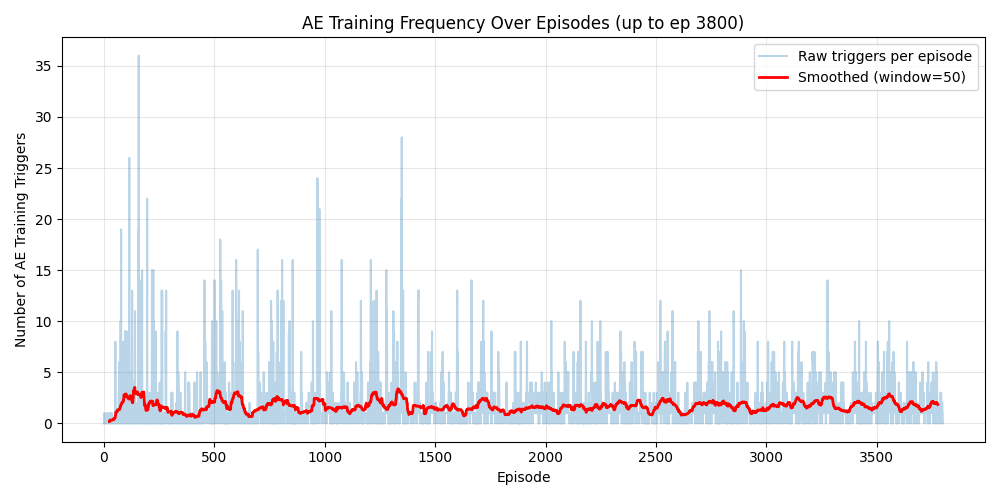 AE Training Frequency Over Episodes (up to ep 3800)
Raw triggers per episode
Smoothed (window=50)
Number of AE Training Triggers
35
30
25
20
15
10
5
0
0 500 1000 1500 2000 2500 3000 3500
Episode